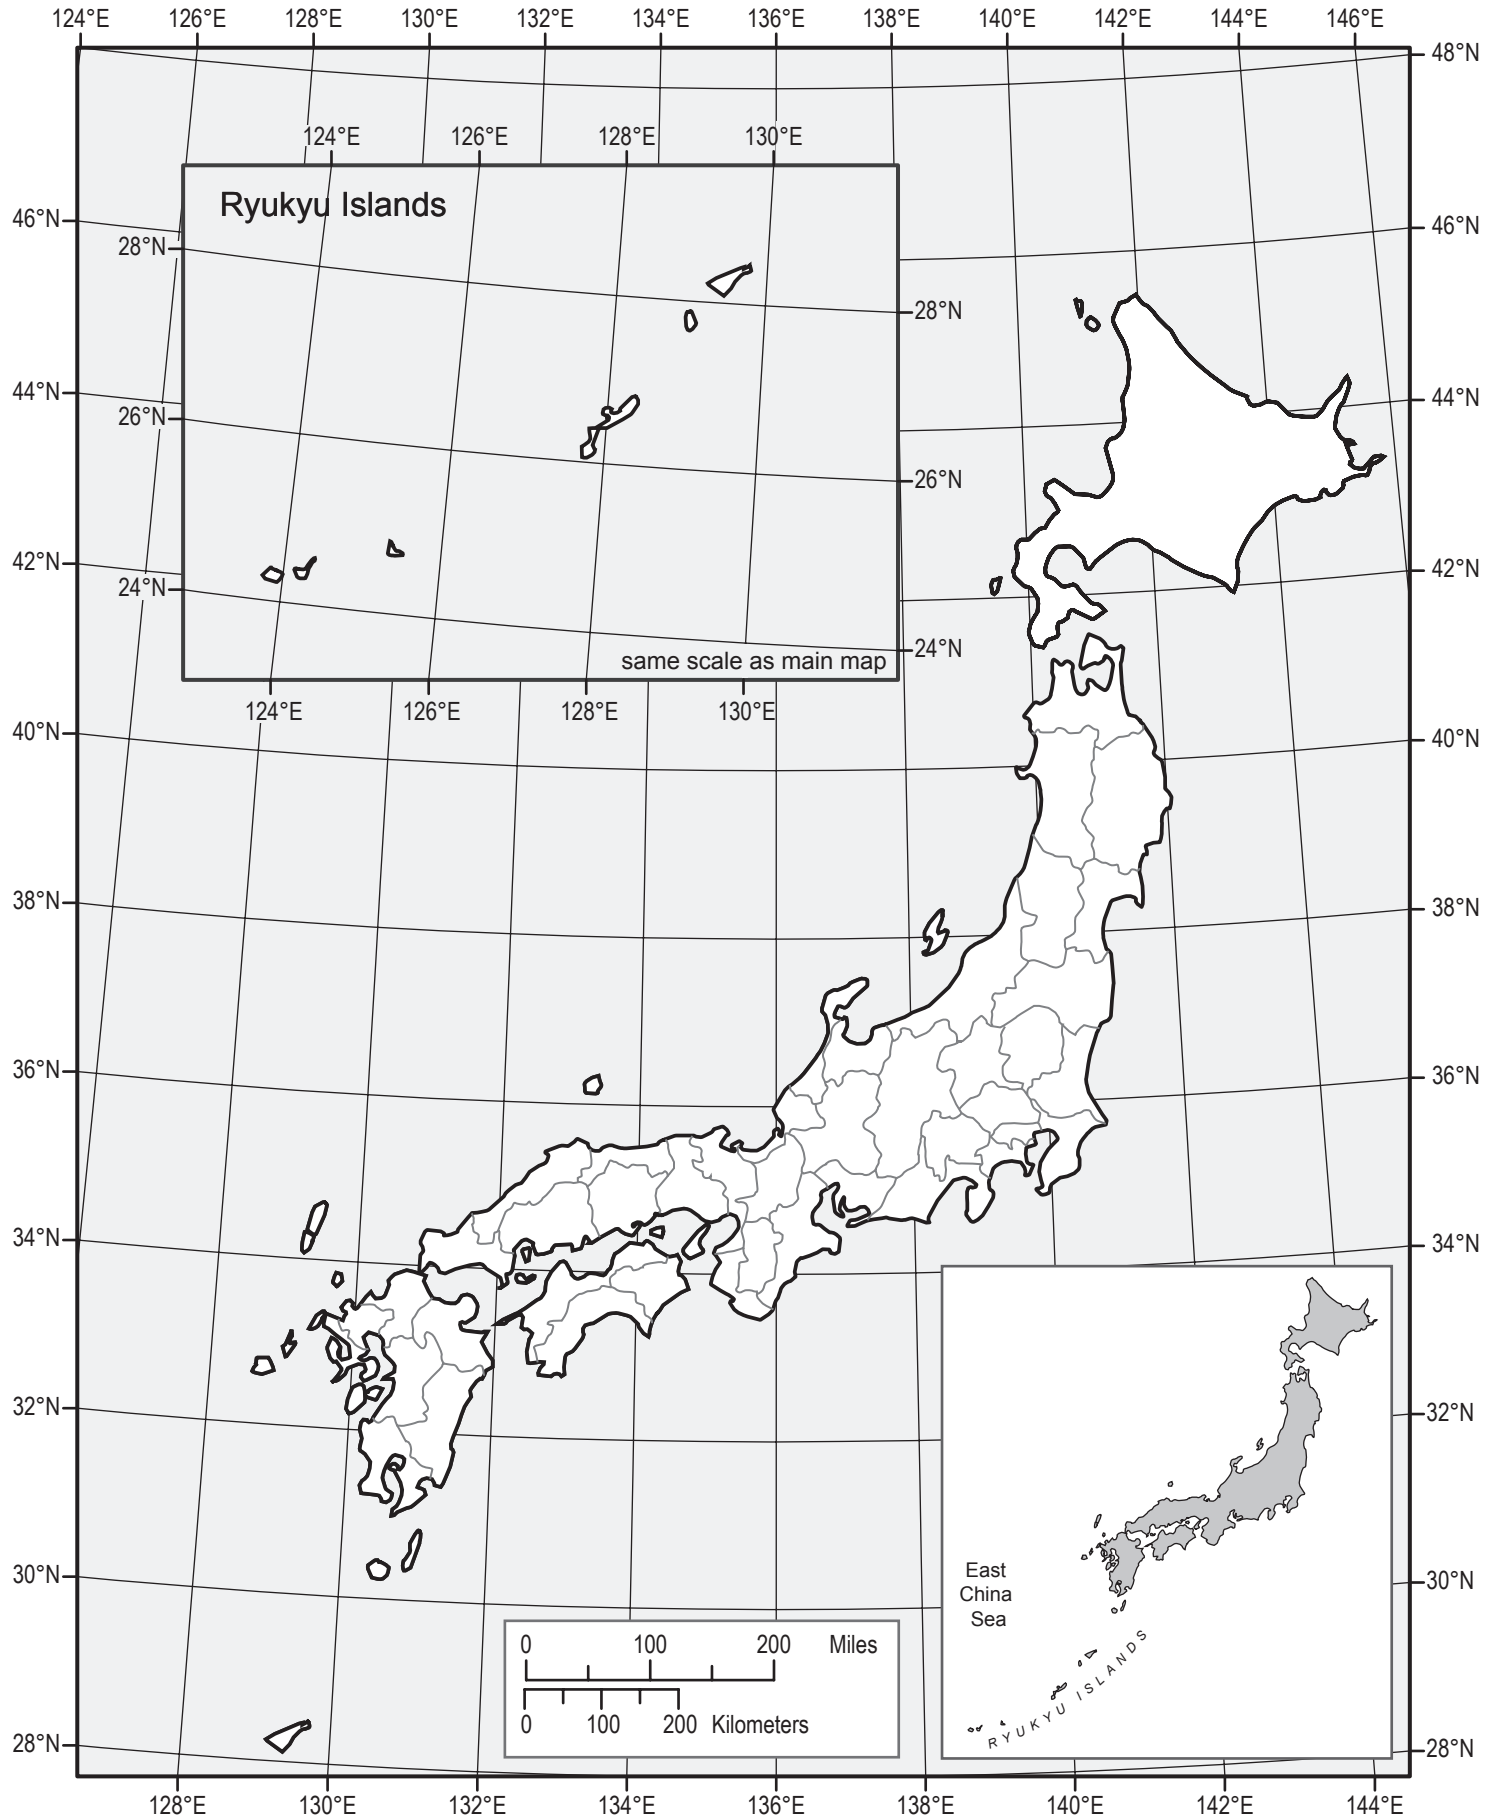 124°E 126°E 128°E 130°E 132°E 134°E 136°E 138°E 140°E 142°E 144°E 146°E
48°N
124°E 126°E 128°E 130°E
Ryukyu Islands
46°N 46°N
28°N
28°N
44°N 44°N
26°N
26°N
42°N 42°N
24°N
24°N
same scale as main map
124°E 126°E 128°E 130°E
40°N 40°N
38°N 38°N
36°N 36°N
34°N 34°N
32°N 32°N
30°N 30°N
East
China
Sea
RYUKYU ISLANDS
0 100 200 Miles
0 100 200 Kilometers
28°N 28°N
128°E 130°E 132°E 134°E 136°E 138°E 140°E 142°E 144°E